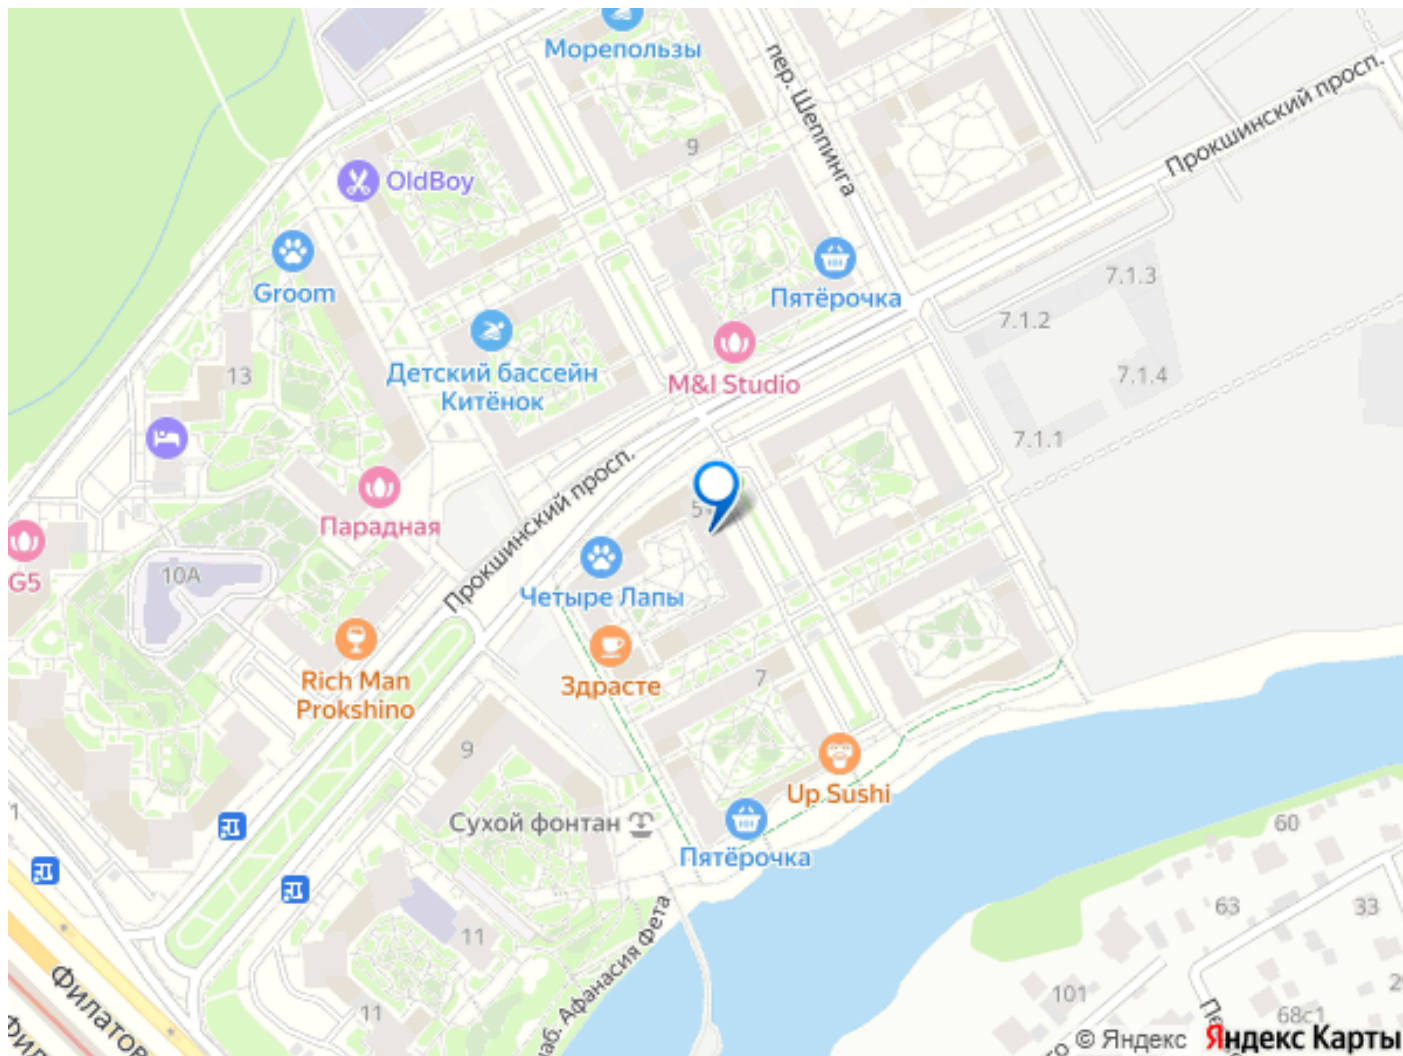 Морепользы
пер. Шеппинга
Прокшинский просп.
9
OldBoy
Groom
Пятёрочка
7.1.3
7.1.2
7.1.4
7.1.1
M&I Studio
Детский бассейн
Китёнок
13
Парадная
Прокшинский просп.
5
G5
10А
Четыре Лапы
Rich Man
Prokshino
Здрасте
7
9
Up Sushi
Сухой фонтан
Пятёрочка
1
60
63
33
11
11
наб. Афанасия Фета
101
68с1
© Яндекс
Яндекс Карты